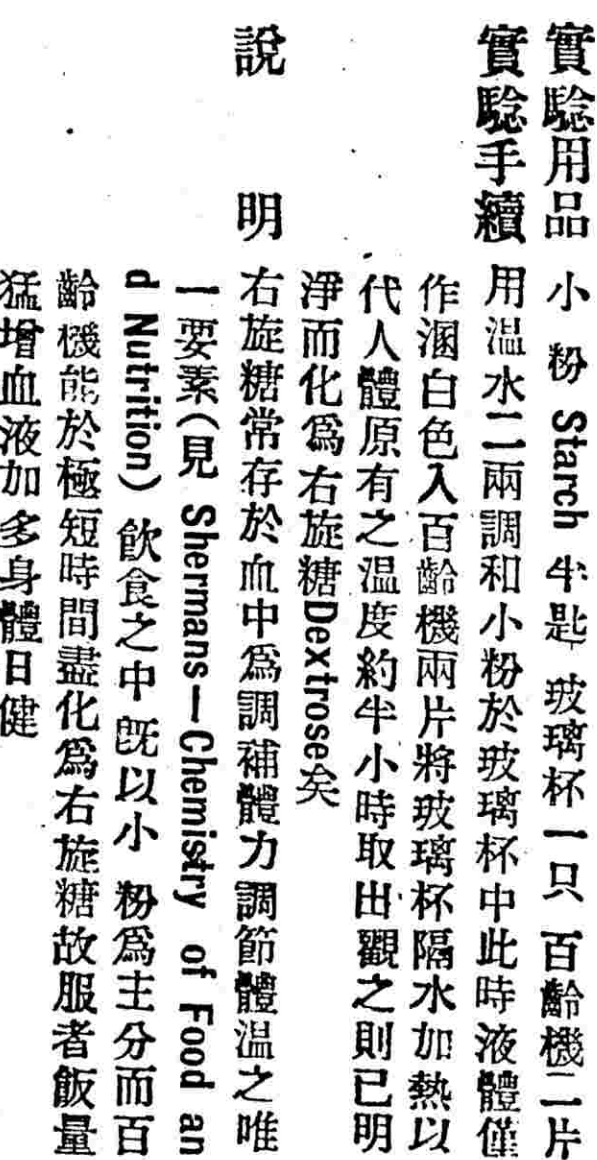 實驗用品 小粉 Starch 半匙 玻璃杯一只 百齡機二片
實驗手續 用溫水二兩調和小粉於玻璃杯中此時液體僅
作溷白色入百齡機兩片將玻璃杯隔水加熱以
代人體原有之溫度約半小時取出觀之則已明
淨而化爲右旋糖Dextrose矣
說明 右旋糖常存於血中爲調補體力調節體溫之唯
一要素(見 Shermans—Chemistry of Food an
d Nutrition) 飲食之中既以小粉爲主分而百
齡機能於極短時間盡化爲右旋糖故服者飯量
猛增血液加多身體日健